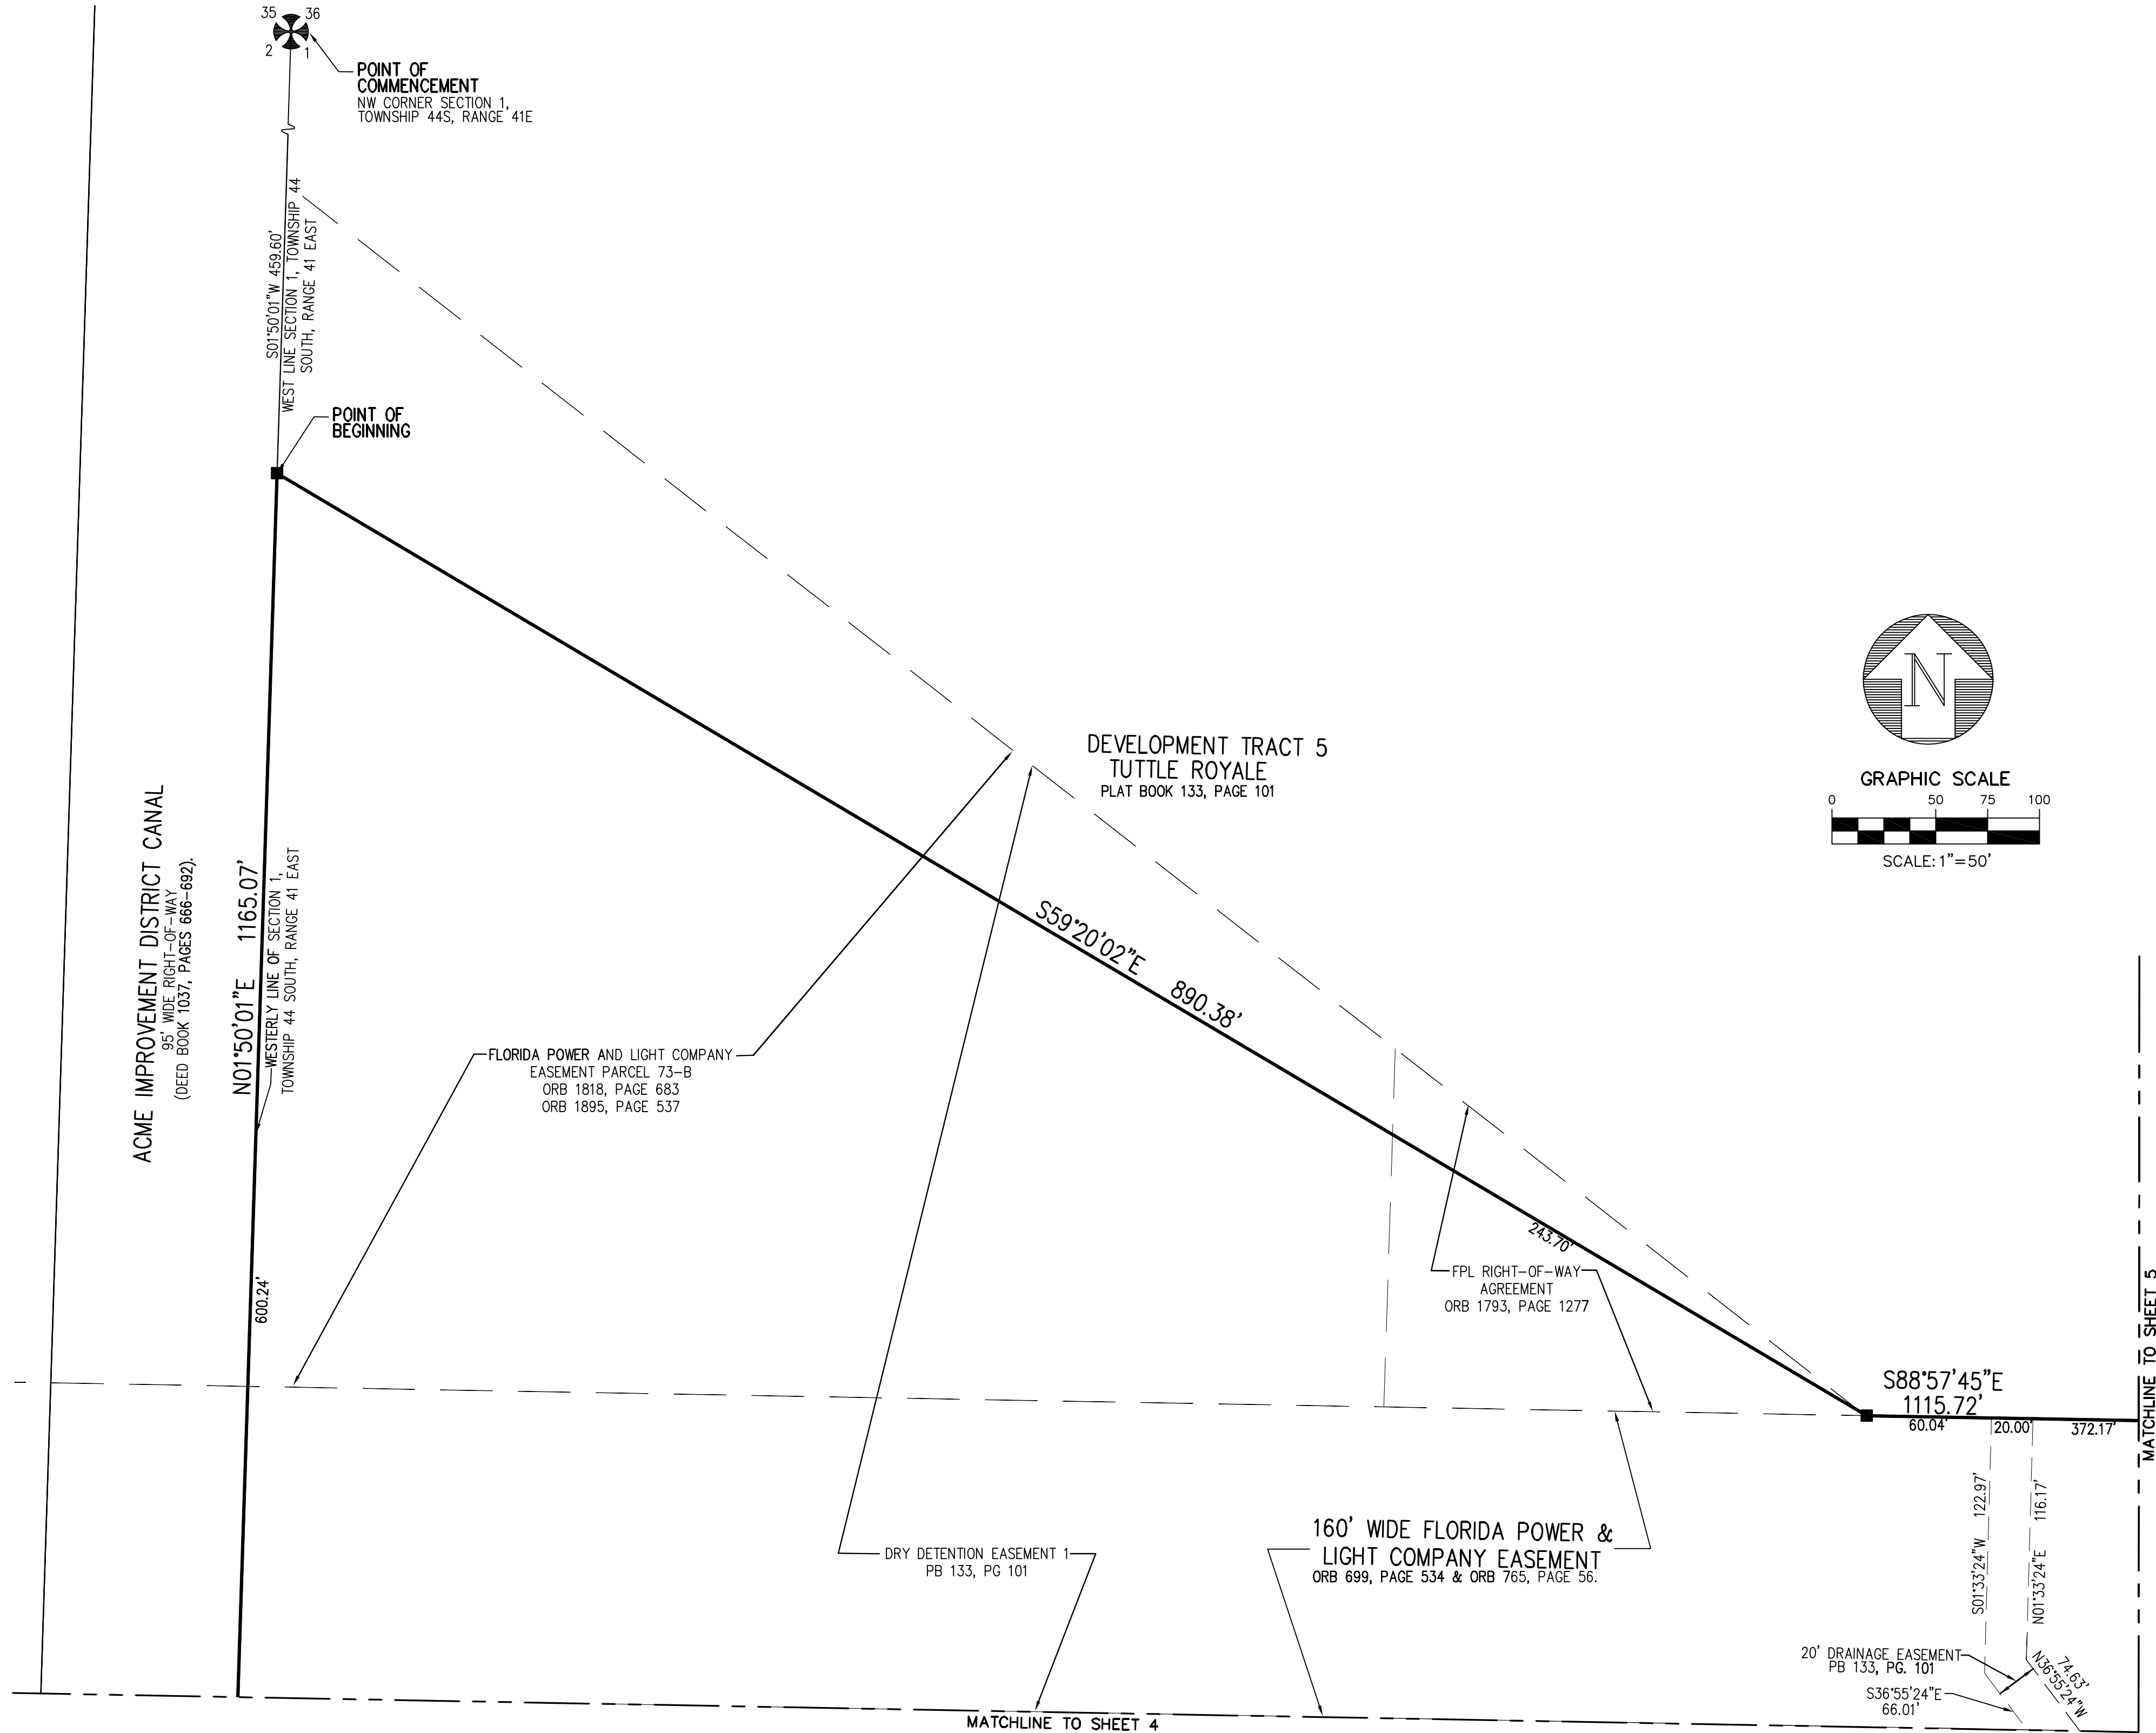 35 36
2 1
POINT OF
COMMENCEMENT
NW CORNER SECTION 1,
TOWNSHIP 44S, RANGE 41E
S01°50'01"W 459.60'
WEST LINE SECTION 1, TOWNSHIP 44
SOUTH, RANGE 41 EAST
POINT OF
BEGINNING
N
GRAPHIC SCALE
0 50 75 100
SCALE: 1"=50'
DEVELOPMENT TRACT 5
TUTTLE ROYALE
PLAT BOOK 133, PAGE 101
ACME IMPROVEMENT DISTRICT CANAL
95' WIDE RIGHT-OF-WAY
(DEED BOOK 1037, PAGES 666-692).
N01°50'01"E 1165.07'
WESTERLY LINE OF SECTION 1,
TOWNSHIP 44 SOUTH, RANGE 41 EAST
600.24'
S59°20'02"E 890.38'
FLORIDA POWER AND LIGHT COMPANY
EASEMENT PARCEL 73-B
ORB 1818, PAGE 683
ORB 1895, PAGE 537
243.70'
FPL RIGHT-OF-WAY
AGREEMENT
ORB 1793, PAGE 1277
S88°57'45"E
1115.72'
60.04' 20.00' 372.17'
MATCHLINE TO SHEET 5
S01°33'24"W 122.97'
N01°33'24"E 116.17'
160' WIDE FLORIDA POWER &
LIGHT COMPANY EASEMENT
ORB 699, PAGE 534 & ORB 765, PAGE 56.
DRY DETENTION EASEMENT 1
PB 133, PG 101
20' DRAINAGE EASEMENT
PB 133, PG. 101
S36°55'24"E
66.01'
74.63'
N36°55'24"W
MATCHLINE TO SHEET 4